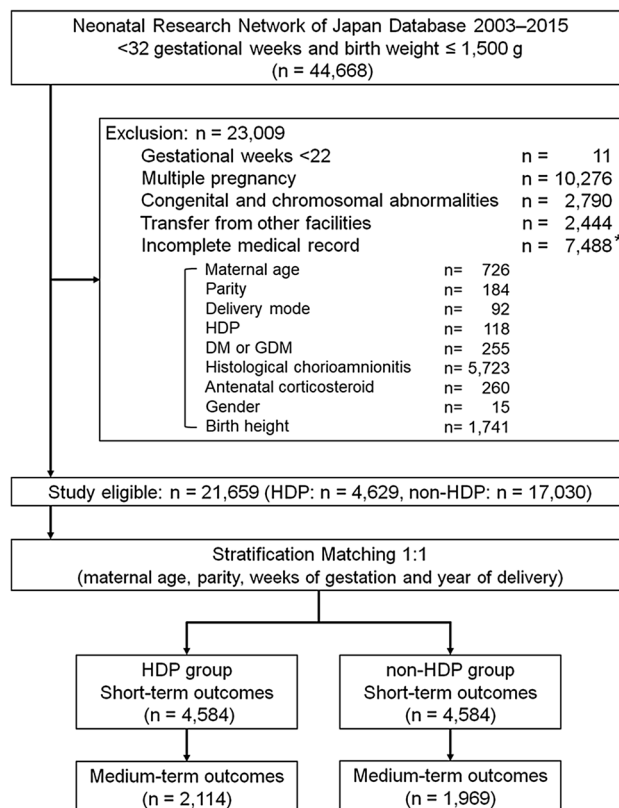 Neonatal Research Network of Japan Database 2003–2015
<32 gestational weeks and birth weight ≤ 1,500 g
(n = 44,668)
Exclusion: n = 23,009
Gestational weeks <22 n = 11
Multiple pregnancy n = 10,276
Congenital and chromosomal abnormalities n = 2,790
Transfer from other facilities n = 2,444
Incomplete medical record n = 7,488*
Maternal age n= 726
Parity n= 184
Delivery mode n= 92
HDP n= 118
DM or GDM n= 255
Histological chorioamnionitis n= 5,723
Antenatal corticosteroid n= 260
Gender n= 15
Birth height n= 1,741
Study eligible: n = 21,659 (HDP: n = 4,629, non-HDP: n = 17,030)
Stratification Matching 1:1
(maternal age, parity, weeks of gestation and year of delivery)
HDP group
Short-term outcomes
(n = 4,584)
non-HDP group
Short-term outcomes
(n = 4,584)
Medium-term outcomes
(n = 2,114)
Medium-term outcomes
(n = 1,969)